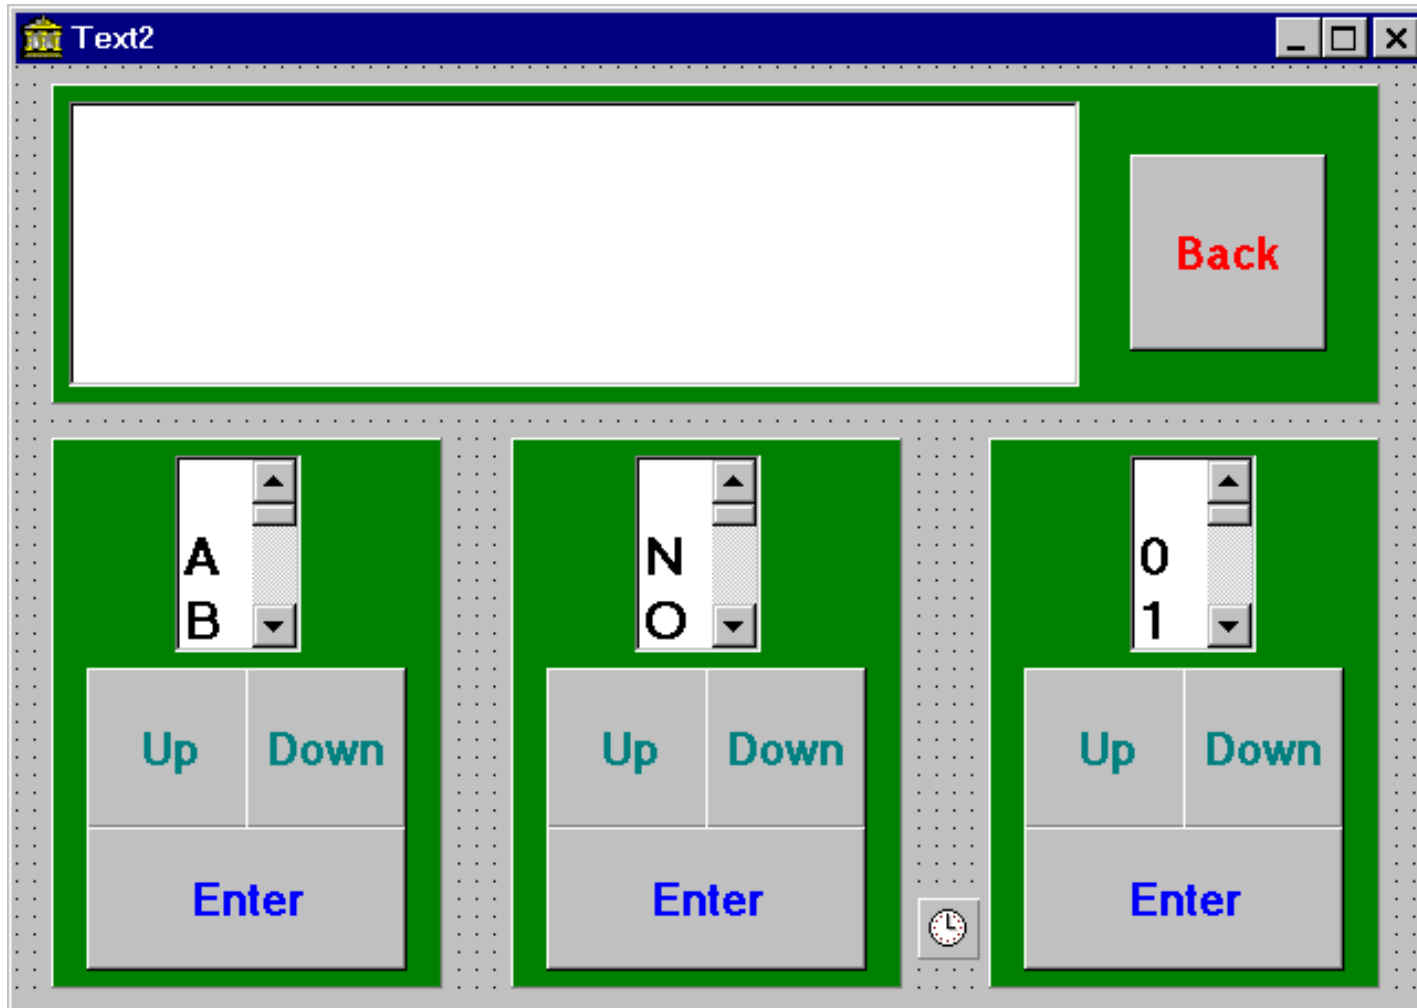 Text2
Back
A
B
N
O
0
1
Up Down
Up Down
Up Down
Enter
Enter
Enter